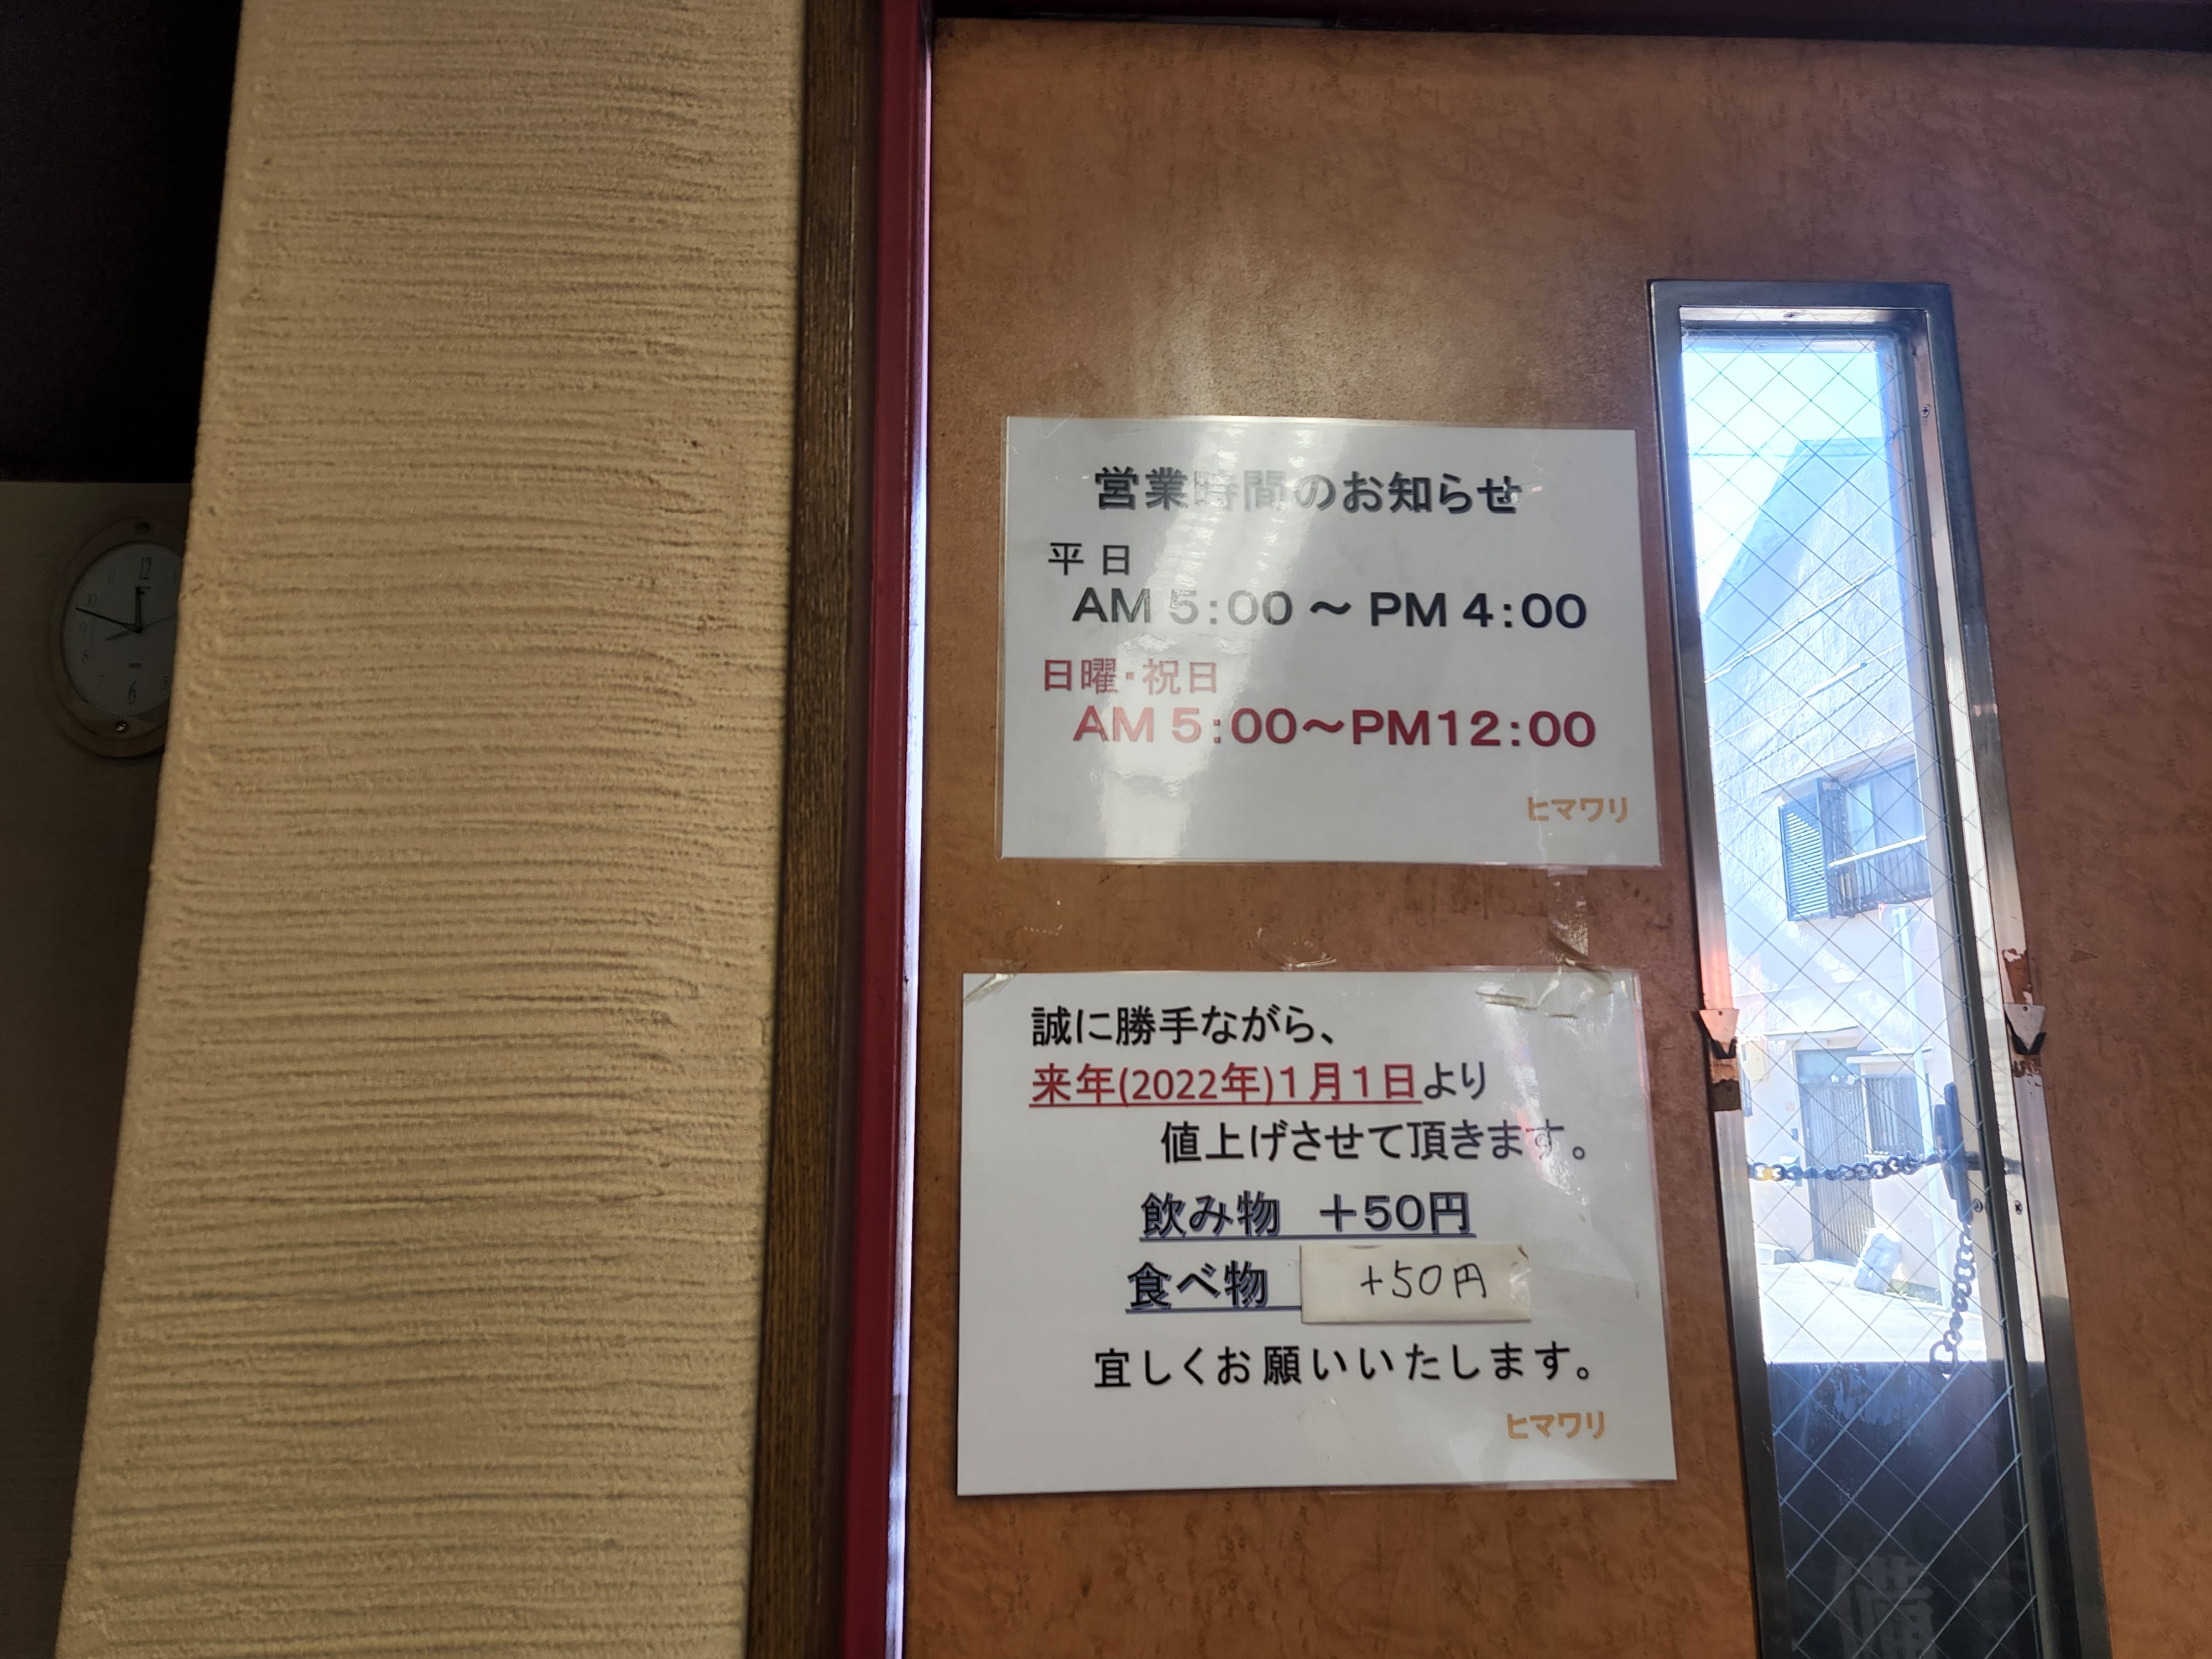 営業時間のお知らせ
平日
AM 5:00 ～ PM 4:00
日曜・祝日
AM 5:00～PM12:00
ヒマワリ
誠に勝手ながら、
来年(2022年)1月1日より
値上げさせて頂きます。
飲み物 +50円
食べ物 +50円
宜しくお願いいたします。
ヒマワリ